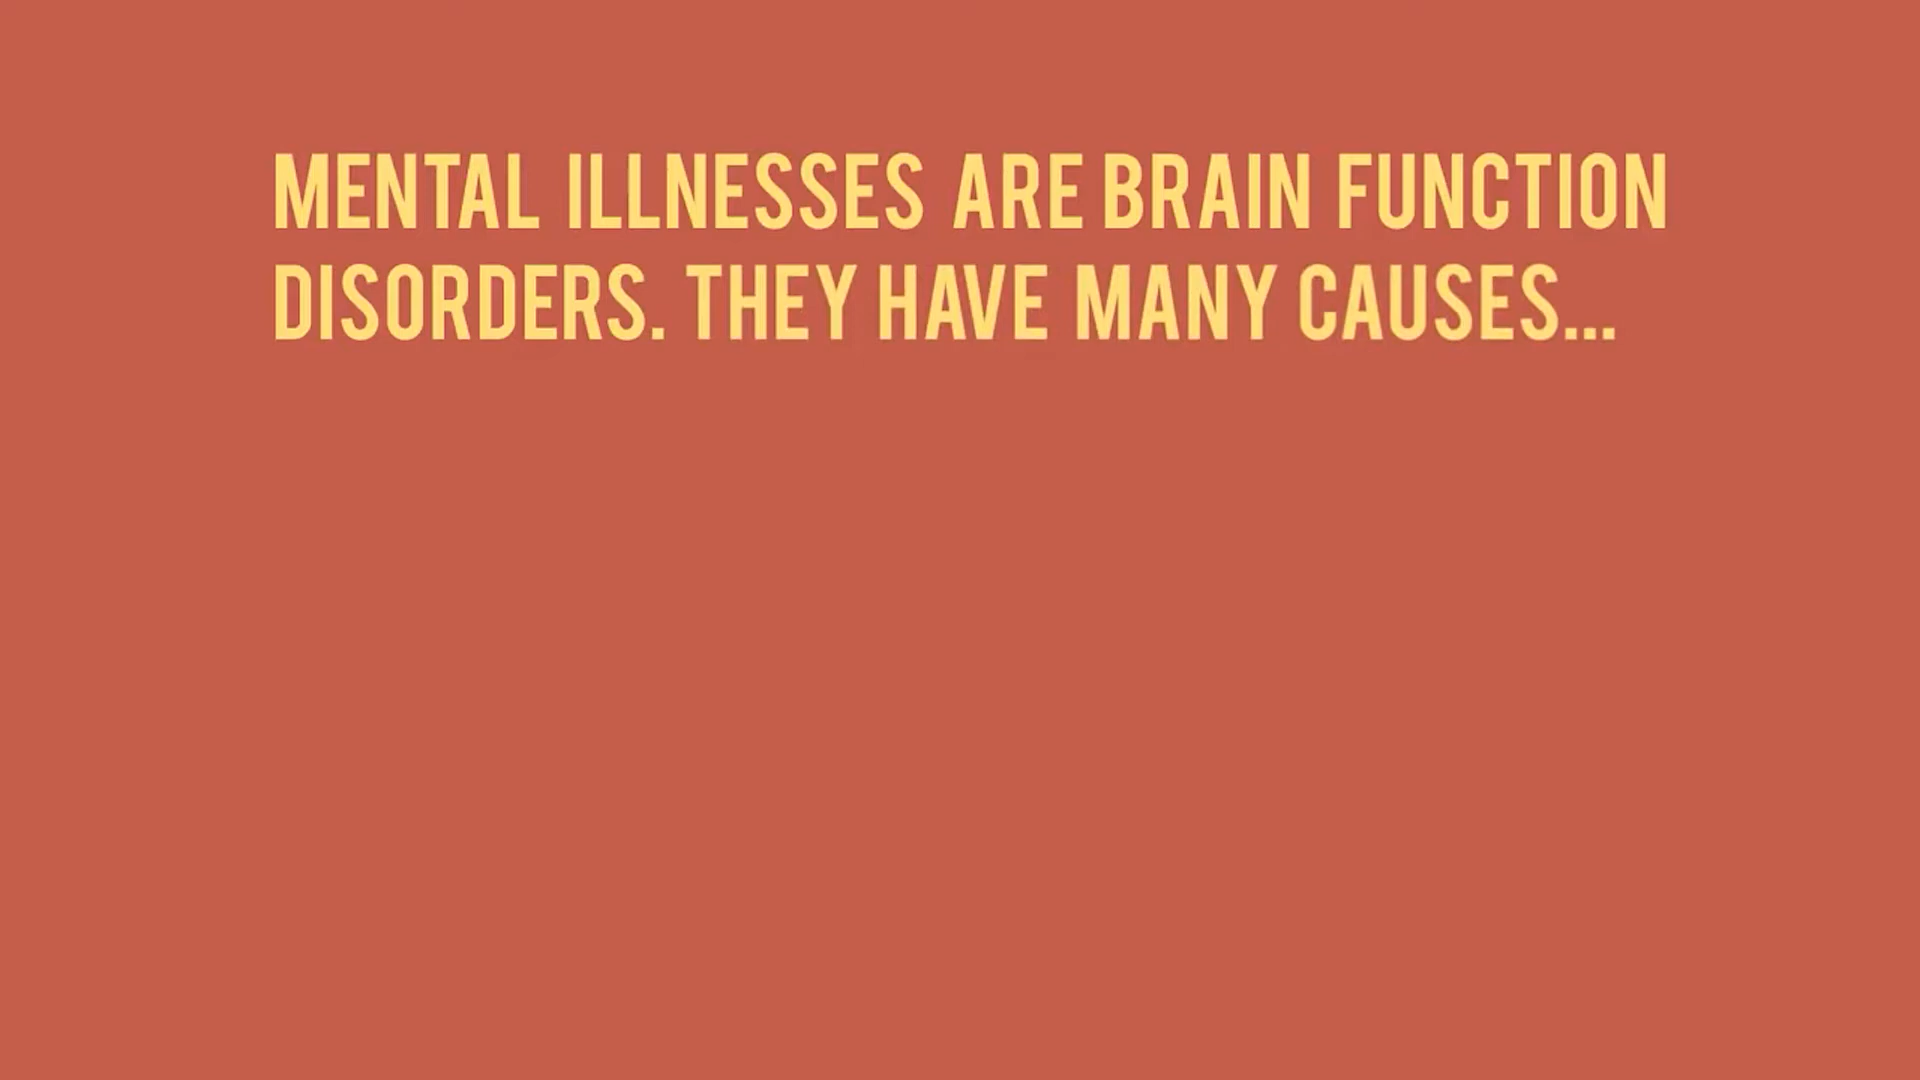 MENTAL ILLNESSES ARE BRAIN FUNCTION
DISORDERS. THEY HAVE MANY CAUSES...